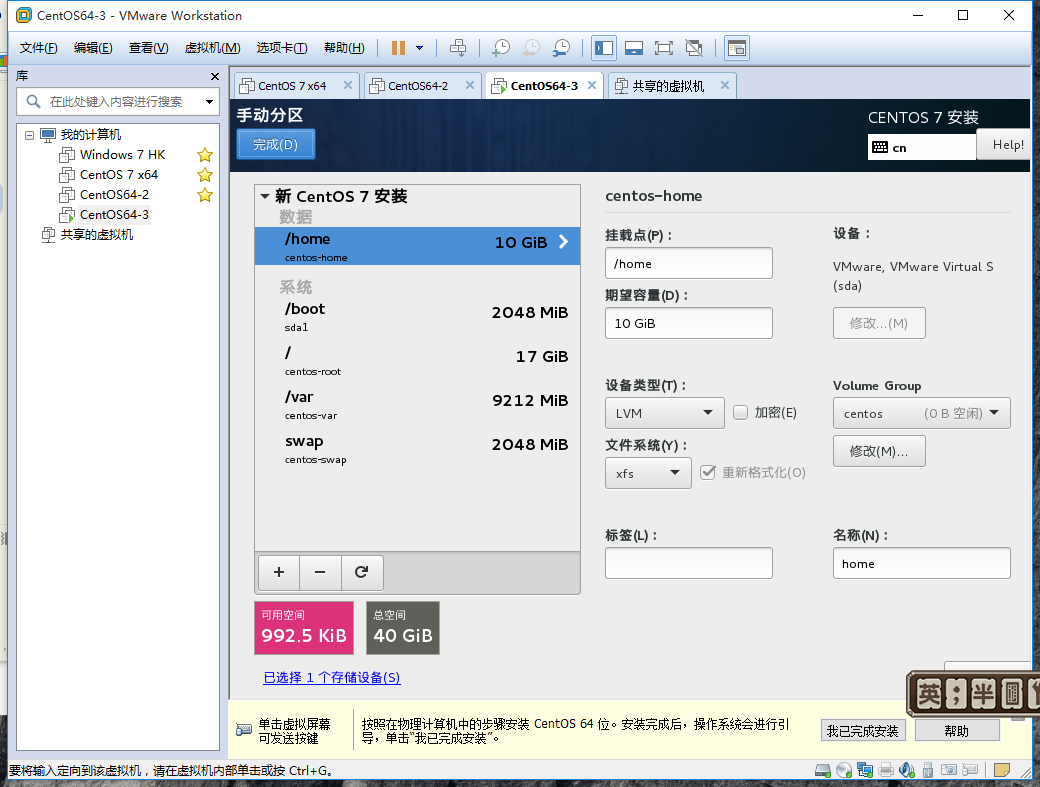 CentOS64-3 - VMware Workstation
文件(F) 编辑(E) 查看(V) 虚拟机(M) 选项卡(T) 帮助(H)
库
在此处键入内容进行搜索
我的计算机
Windows 7 HK
CentOS 7 x64
CentOS64-2
CentOS64-3
共享的虚拟机
CentOS 7 x64 CentOS64-2 CentOS64-3 共享的虚拟机
手动分区
完成(D)
CENTOS 7 安装
cn
Help!
新 CentOS 7 安装
数据
/home 10 GiB
centos-home
系统
/boot 2048 MiB
sda1
/ 17 GiB
centos-root
/var 9212 MiB
centos-var
swap 2048 MiB
centos-swap
+ −
可用空间
992.5 KiB
总空间
40 GiB
已选择 1 个存储设备(S)
centos-home
挂载点(P)：
/home
期望容量(D)：
10 GiB
设备：
VMware, VMware Virtual S
(sda)
修改...(M)
设备类型(T)：
LVM 加密(E)
文件系统(Y)：
xfs 重新格式化(O)
Volume Group
centos (0 B 空闲)
修改(M)...
标签(L)：
名称(N)：
home
英；半
单击虚拟屏幕
可发送按键
按照在物理计算机中的步骤安装 CentOS 64 位。安装完成后，操作系统会进行引
导，单击“我已完成安装”。
我已完成安装 帮助
要将输入定向到该虚拟机，请在虚拟机内部单击或按 Ctrl+G。